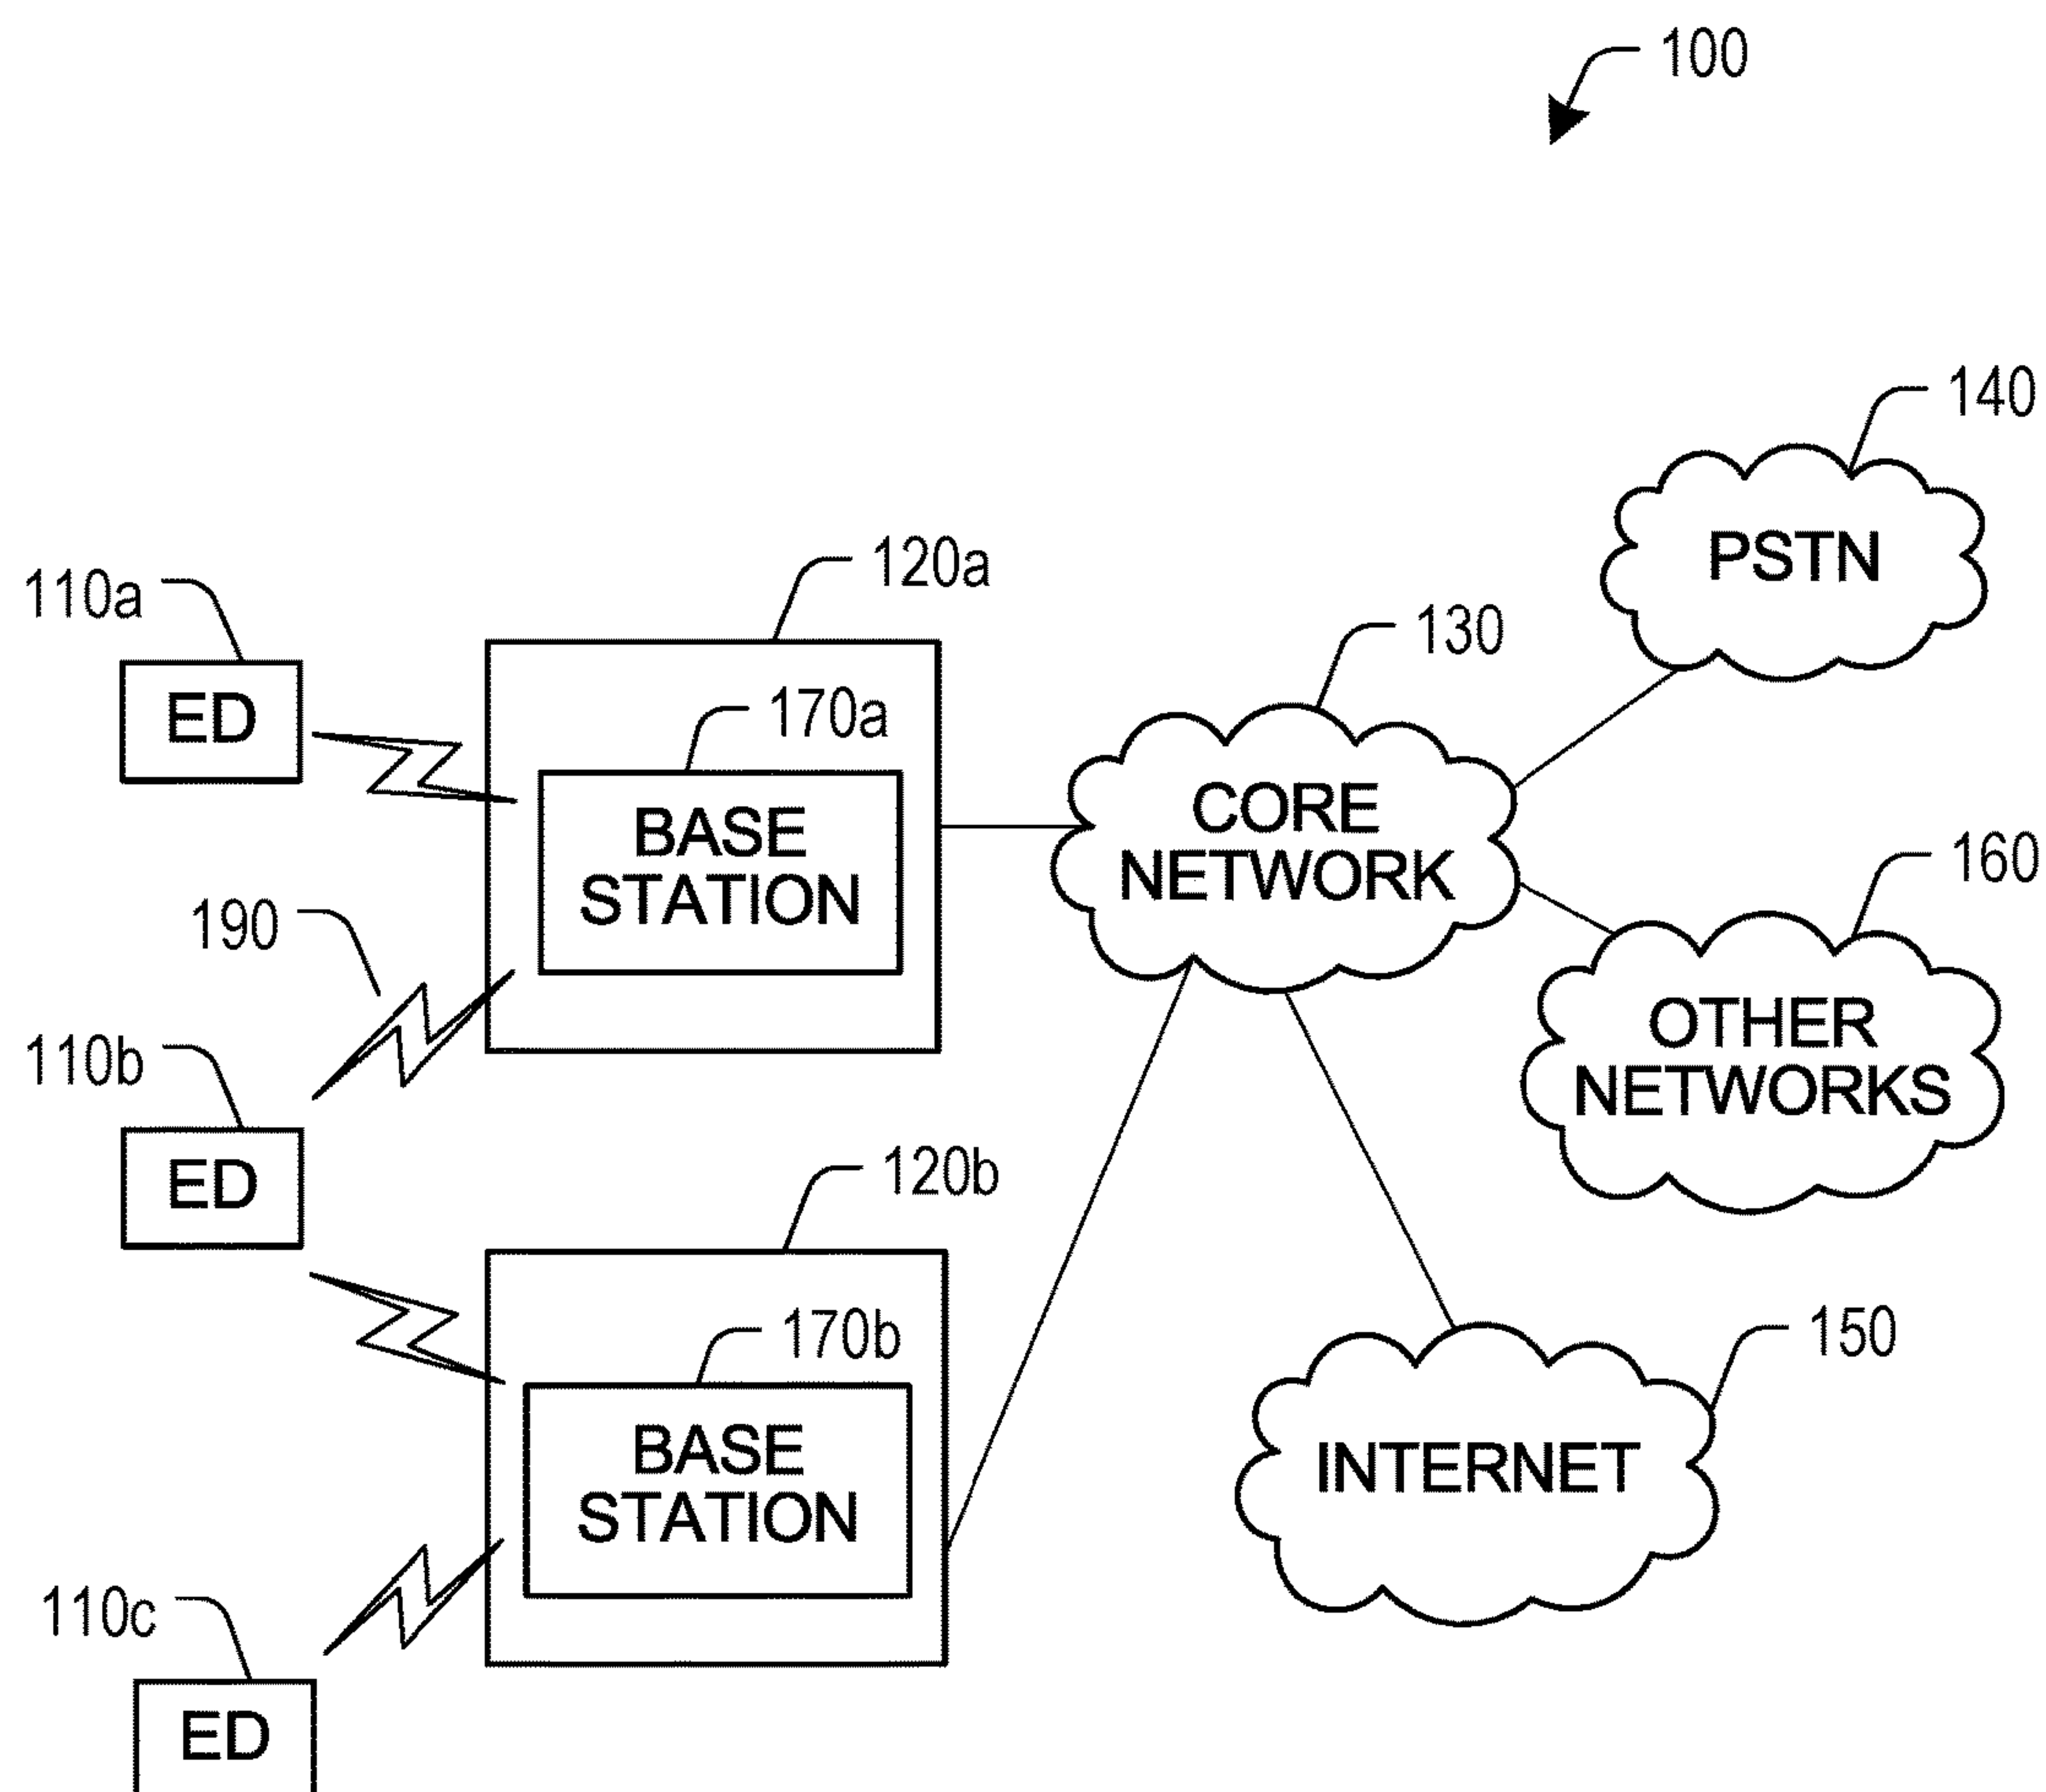 100
140
PSTN
120a
110a
130
ED
170a
BASE
STATION
CORE
NETWORK
160
190
OTHER
NETWORKS
110b
ED
120b
170b
150
BASE
STATION
INTERNET
110c
ED